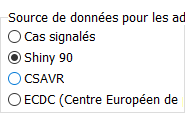 Source de données pour les ad
Cas signalés
Shiny 90
CSAVR
ECDC (Centre Européen de